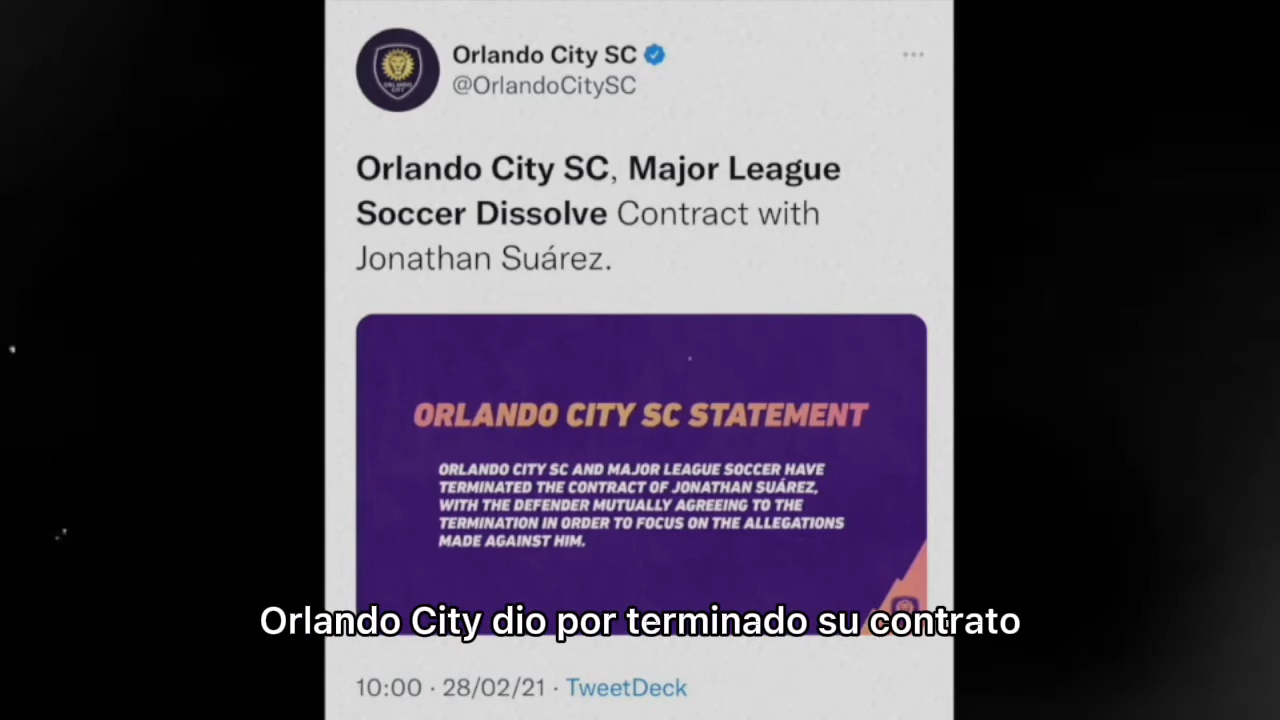 Orlando City SC
@OrlandoCitySC
Orlando City SC, Major League
Soccer Dissolve Contract with
Jonathan Suárez.
ORLANDO CITY SC STATEMENT
ORLANDO CITY SC AND MAJOR LEAGUE SOCCER HAVE
TERMINATED THE CONTRACT OF JONATHAN SUÁREZ,
WITH THE DEFENDER MUTUALLY AGREEING TO THE
TERMINATION IN ORDER TO FOCUS ON THE ALLEGATIONS
MADE AGAINST HIM.
Orlando City dio por terminado su contrato
10:00 · 28/02/21 · TweetDeck